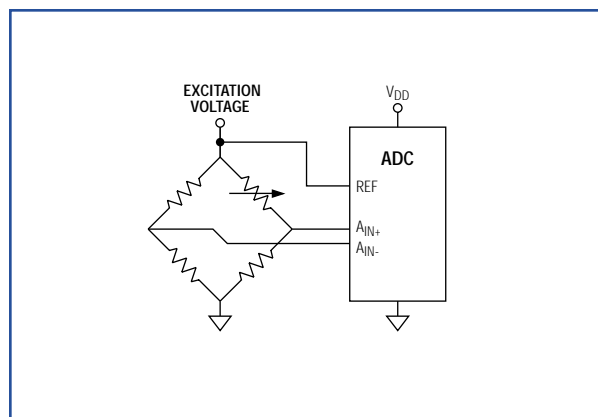 EXCITATION
VOLTAGE
VDD
ADC
REF
AIN+
AIN-